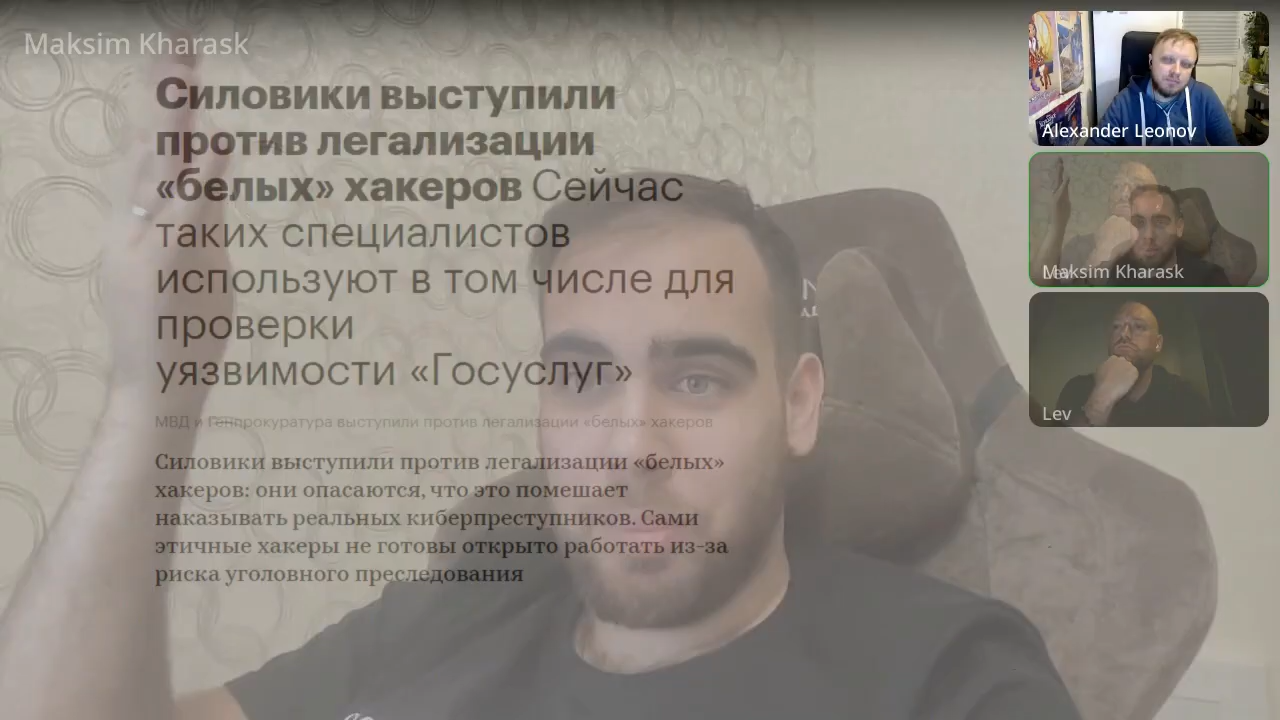 Maksim Kharask
Силовики выступили
против легализации
«белых» хакеров Сейчас
таких специалистов
используют в том числе для
проверки
уязвимости «Госуслуг»
МВД и Генпрокуратура выступили против легализации «белых» хакеров
Силовики выступили против легализации «белых»
хакеров: они опасаются, что это помешает
наказывать реальных киберпреступников. Сами
этичные хакеры не готовы открыто работать из-за
риска уголовного преследования
Alexander Leonov
Maksim Kharask
Lev